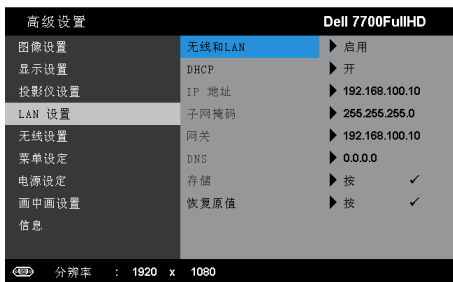 高级设置 Dell 7700FullHD
图像设置 无线和LAN 启用
显示设置 DHCP 开
投影仪设置 IP 地址 192.168.100.10
LAN 设置 子网掩码 255.255.255.0
无线设置 网关 192.168.100.10
菜单设定 DNS 0.0.0.0
电源设定 存储 按 ✓
画中画设置 恢复原值 按 ✓
信息
分辨率 : 1920 x 1080